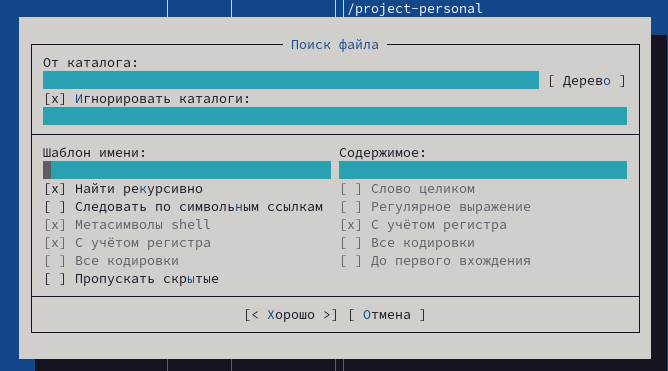 /project-personal
Поиск файла
От каталога:
[ Дерево ]
[x] Игнорировать каталоги:
Шаблон имени: Содержимое:
[x] Найти рекурсивно [ ] Слово целиком
[ ] Следовать по символьным ссылкам [ ] Регулярное выражение
[x] Метасимволы shell [x] С учётом регистра
[x] С учётом регистра [ ] Все кодировки
[ ] Все кодировки [ ] До первого вхождения
[ ] Пропускать скрытые
[< Хорошо >] [ Отмена ]